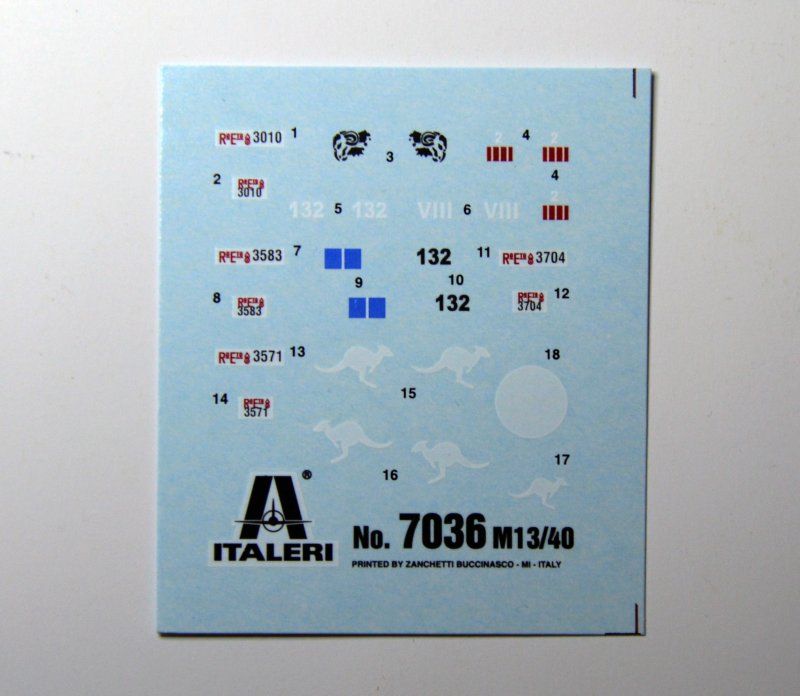 RºEᵗº 3010 1
3
2 4
2
2 RºEᵗº
3010
4
2
132 5 132 VIII 6 VIII
RºEᵗº 3583 7
132 11 RºEᵗº 3704
9
10
8 RºEᵗº
3583
132
RºEᵗº
3704 12
RºEᵗº 3571 13
18
14 RºEᵗº
3571
15
16
17
®
ITALERI
No. 7036 M13/40
PRINTED BY ZANCHETTI BUCCINASCO - MI - ITALY